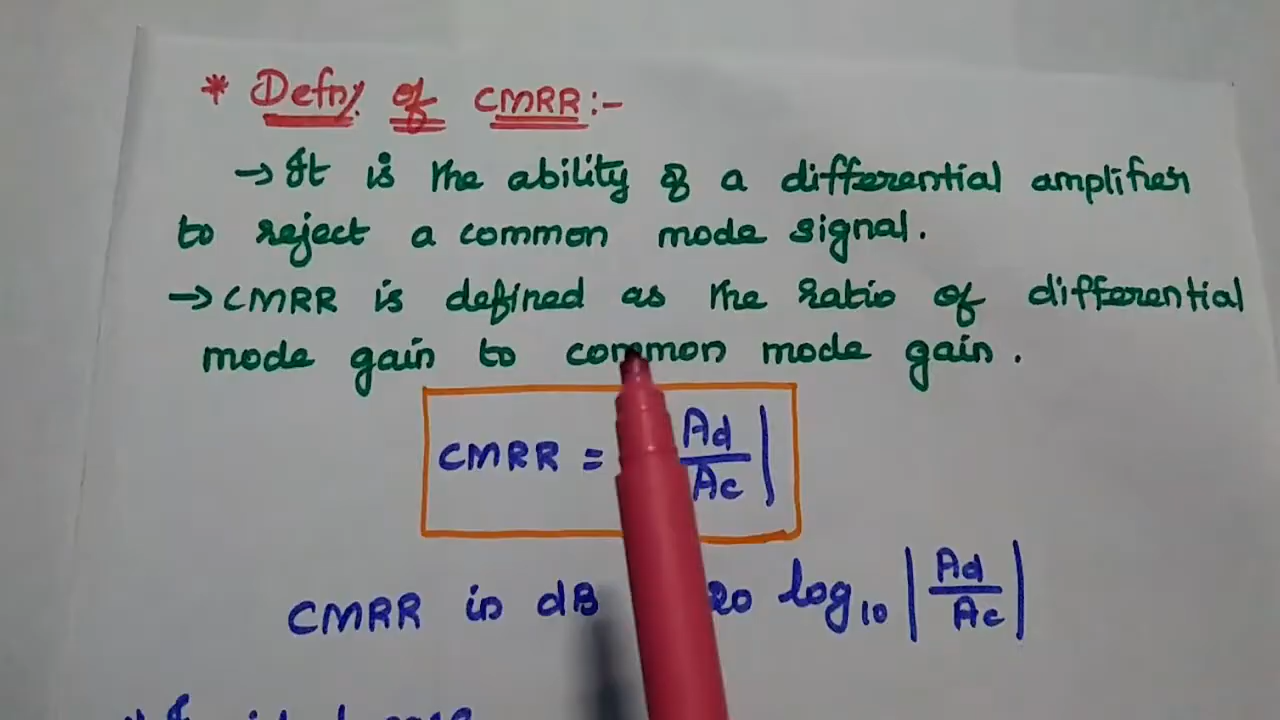 * Defny of CMRR:-
→ It is the ability of a differential amplifier
to reject a common mode signal.
→ CMRR is defined as the ratio of differential
mode gain to common mode gain.
CMRR = Ad/Ac|
CMRR in dB 20 log10 |Ad/Ac|